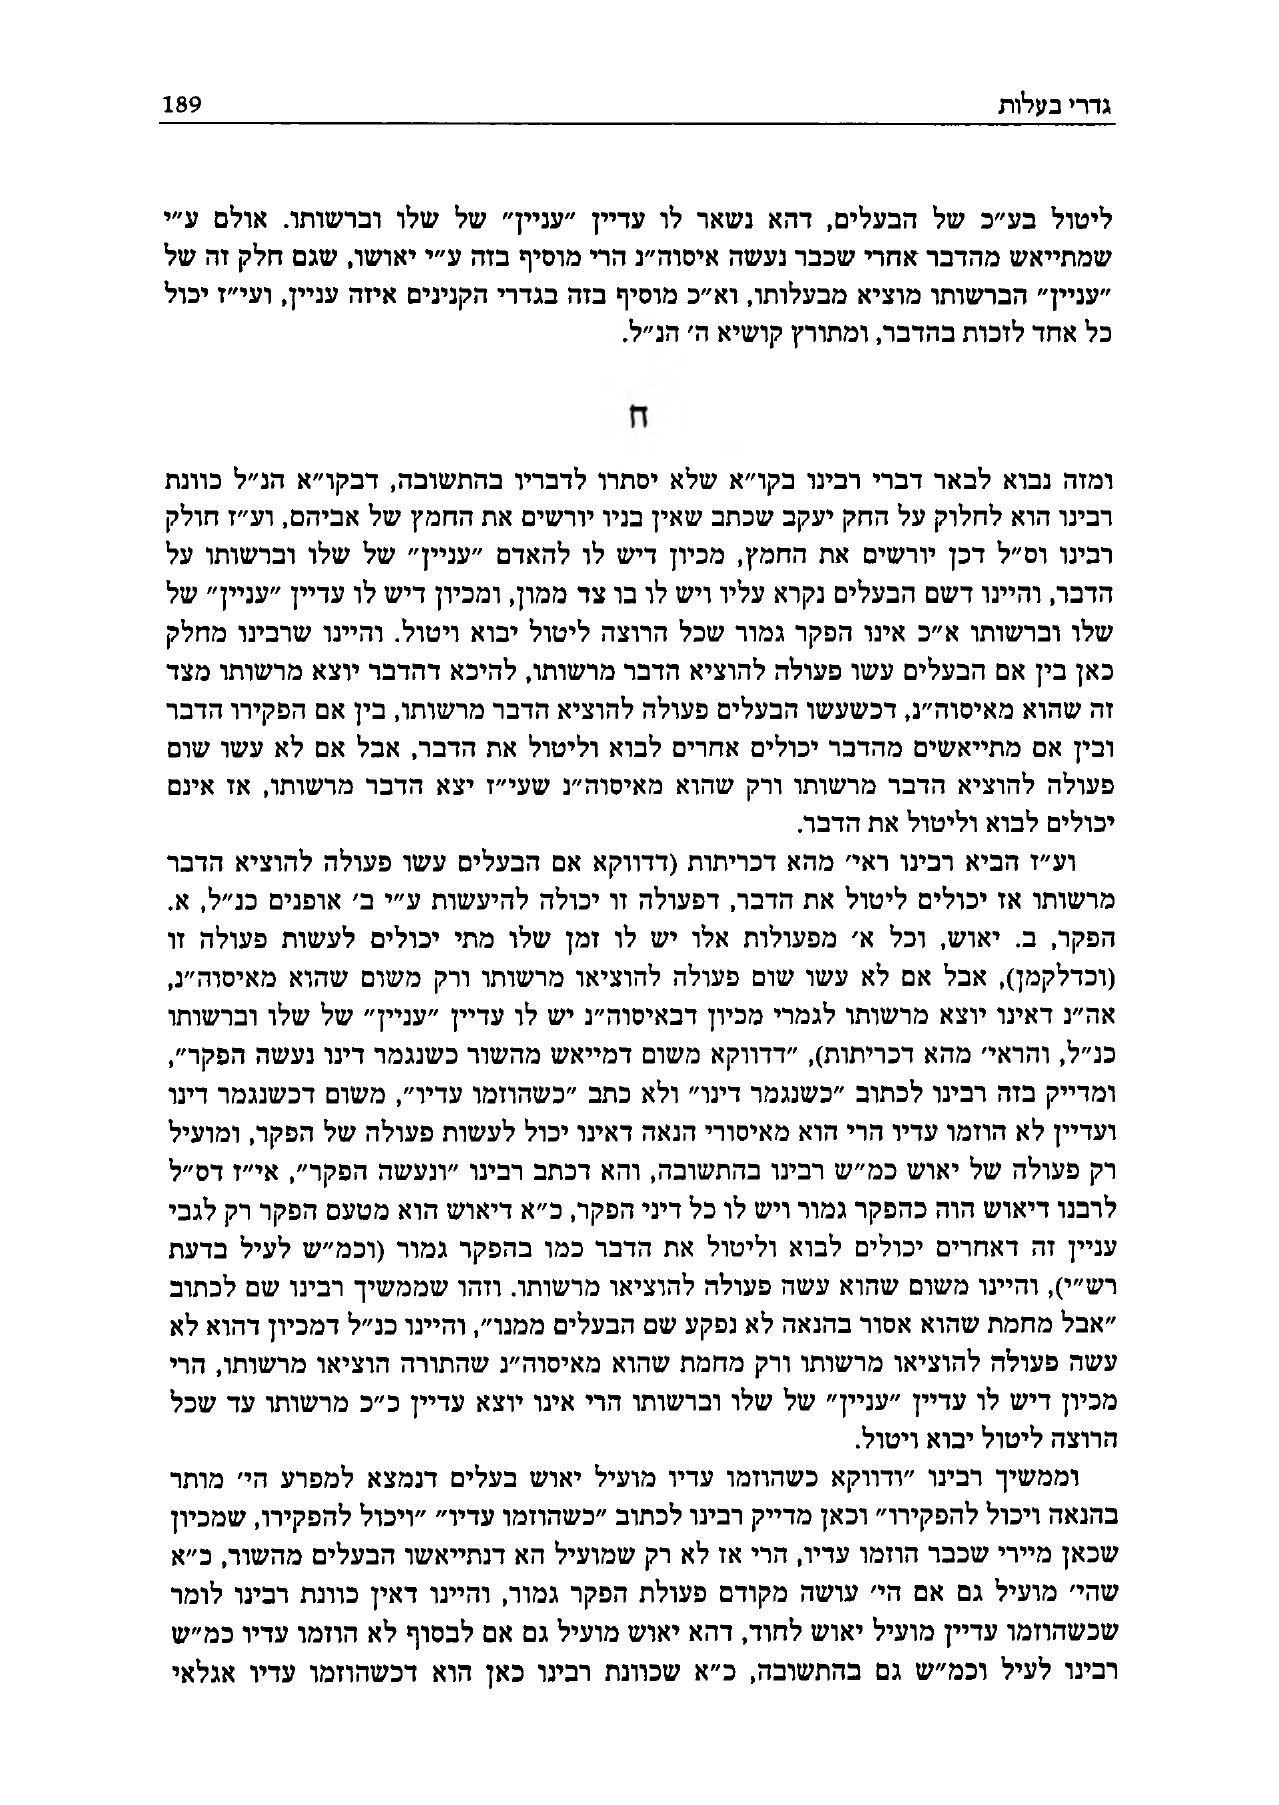 גדרי בעלות 189
ליטול בע״כ של הבעלים, דהא נשאר לו עדיין ״עניין״ של שלו וברשותו. אולם ע״י
שמתייאש מהדבר אחרי שכבר נעשה איסוה״נ הרי מוסיף בזה ע״י יאושו, שגם חלק זה של
״עניין״ הברשותו מוציא מבעלותו, וא״כ מוסיף בזה בגדרי הקנינים איזה עניין, ועי״ז יכול
כל אחד לזכות בהדבר, ומתורץ קושיא ה׳ הנ״ל.
ח
ומזה נבוא לבאר דברי רבינו בקו״א שלא יסתרו לדבריו בהתשובה, דבקו״א הנ״ל כוונת
רבינו הוא לחלוק על החק יעקב שכתב שאין בניו יורשים את החמץ של אביהם, וע״ז חולק
רבינו וס״ל דכן יורשים את החמץ, מכיון דיש לו להאדם ״עניין״ של שלו וברשותו על
הדבר, והיינו דשם הבעלים נקרא עליו ויש לו בו צד ממון, ומכיון דיש לו עדיין ״עניין״ של
שלו וברשותו א״כ אינו הפקר גמור שכל הרוצה ליטול יבוא ויטול. והיינו שרבינו מחלק
כאן בין אם הבעלים עשו פעולה להוציא הדבר מרשותו, להיכא דהדבר יוצא מרשותו מצד
זה שהוא מאיסוה״נ, דכשעשו הבעלים פעולה להוציא הדבר מרשותו, בין אם הפקירו הדבר
ובין אם מתייאשים מהדבר יכולים אחרים לבוא וליטול את הדבר, אבל אם לא עשו שום
פעולה להוציא הדבר מרשותו ורק שהוא מאיסוה״נ שעי״ז יצא הדבר מרשותו, אז אינם
יכולים לבוא וליטול את הדבר.
וע״ז הביא רבינו ראי׳ מהא דכריתות (דדווקא אם הבעלים עשו פעולה להוציא הדבר
מרשותו אז יכולים ליטול את הדבר, דפעולה זו יכולה להיעשות ע״י ב׳ אופנים כנ״ל, א.
הפקר, ב. יאוש, וכל א׳ מפעולות אלו יש לו זמן שלו מתי יכולים לעשות פעולה זו
(וכדלקמן), אבל אם לא עשו שום פעולה להוציאו מרשותו ורק משום שהוא מאיסוה״נ,
אה״נ דאינו יוצא מרשותו לגמרי מכיון דבאיסוה״נ יש לו עדיין ״עניין״ של שלו וברשותו
כנ״ל, והראי׳ מהא דכריתות), ״דדווקא משום דמייאש מהשור כשנגמר דינו נעשה הפקר״,
ומדייק בזה רבינו לכתוב ״כשנגמר דינו״ ולא כתב ״כשהוזמו עדיו״, משום דכשנגמר דינו
ועדיין לא הוזמו עדיו הרי הוא מאיסורי הנאה דאינו יכול לעשות פעולה של הפקר, ומועיל
רק פעולה של יאוש כמ״ש רבינו בהתשובה, והא דכתב רבינו ״ונעשה הפקר״, אי״ז דס״ל
לרבנו דיאוש הוה כהפקר גמור ויש לו כל דיני הפקר, כ״א דיאוש הוא מטעם הפקר רק לגבי
עניין זה דאחרים יכולים לבוא וליטול את הדבר כמו בהפקר גמור (וכמ״ש לעיל בדעת
רש״י), והיינו משום שהוא עשה פעולה להוציאו מרשותו. וזהו שממשיך רבינו שם לכתוב
״אבל מחמת שהוא אסור בהנאה לא נפקע שם הבעלים ממנו״, והיינו כנ״ל דמכיון דהוא לא
עשה פעולה להוציאו מרשותו ורק מחמת שהוא מאיסוה״נ שהתורה הוציאו מרשותו, הרי
מכיון דיש לו עדיין ״עניין״ של שלו וברשותו הרי אינו יוצא עדיין כ״כ מרשותו עד שכל
הרוצה ליטול יבוא ויטול.
וממשיך רבינו ״ודווקא כשהוזמו עדיו מועיל יאוש בעלים דנמצא למפרע הי׳ מותר
בהנאה ויכול להפקירו״ וכאן מדייק רבינו לכתוב ״כשהוזמו עדיו״ ״ויכול להפקירו, שמכיון
שכאן מיירי שכבר הוזמו עדיו, הרי אז לא רק שמועיל הא דנתייאשו הבעלים מהשור, כ״א
שהי׳ מועיל גם אם הי׳ עושה מקודם פעולת הפקר גמור, והיינו דאין כוונת רבינו לומר
שכשהוזמו עדיין מועיל יאוש לחוד, דהא יאוש מועיל גם אם לבסוף לא הוזמו עדיו כמ״ש
רבינו לעיל וכמ״ש גם בהתשובה, כ״א שכוונת רבינו כאן הוא דכשהוזמו עדיו אגלאי